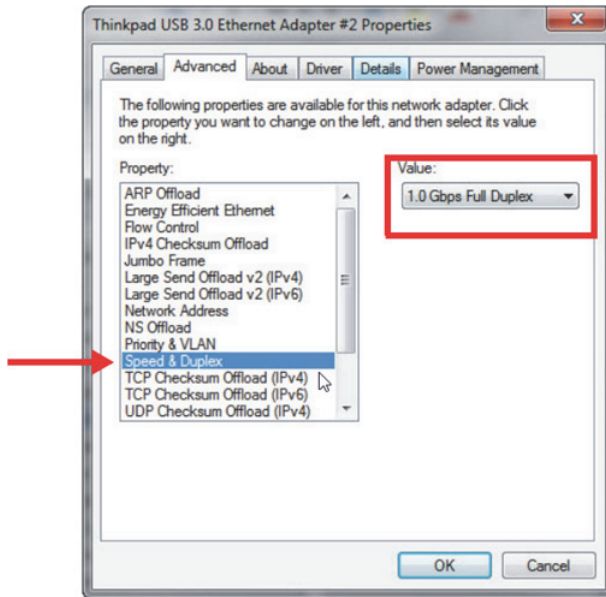 Thinkpad USB 3.0 Ethernet Adapter #2 Properties
General Advanced About Driver Details Power Management
The following properties are available for this network adapter. Click
the property you want to change on the left, and then select its value
on the right.
Property:
Value:
ARP Offload
Energy Efficient Ethernet
Flow Control
IPv4 Checksum Offload
Jumbo Frame
Large Send Offload v2 (IPv4)
Large Send Offload v2 (IPv6)
Network Address
NS Offload
Priority & VLAN
Speed & Duplex
TCP Checksum Offload (IPv4)
TCP Checksum Offload (IPv6)
UDP Checksum Offload (IPv4)
1.0 Gbps Full Duplex
OK Cancel